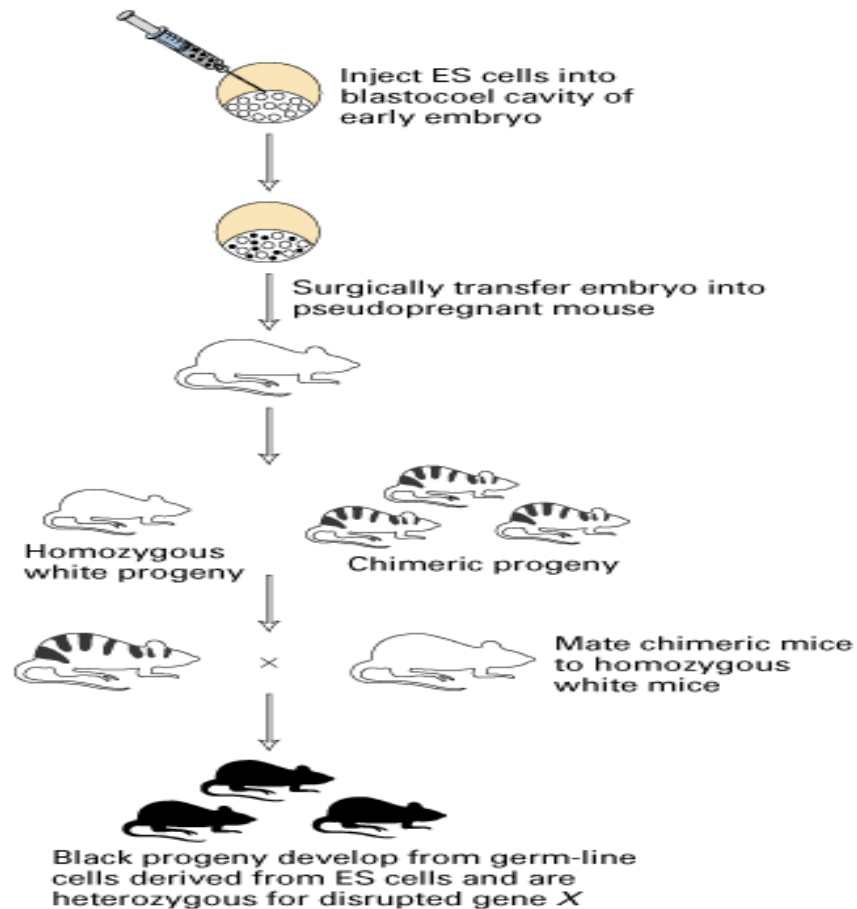 Inject ES cells into
blastocoel cavity of
early embryo
Surgically transfer embryo into
pseudopregnant mouse
Homozygous
white progeny
Chimeric progeny
×
Mate chimeric mice
to homozygous
white mice
Black progeny develop from germ-line
cells derived from ES cells and are
heterozygous for disrupted gene X